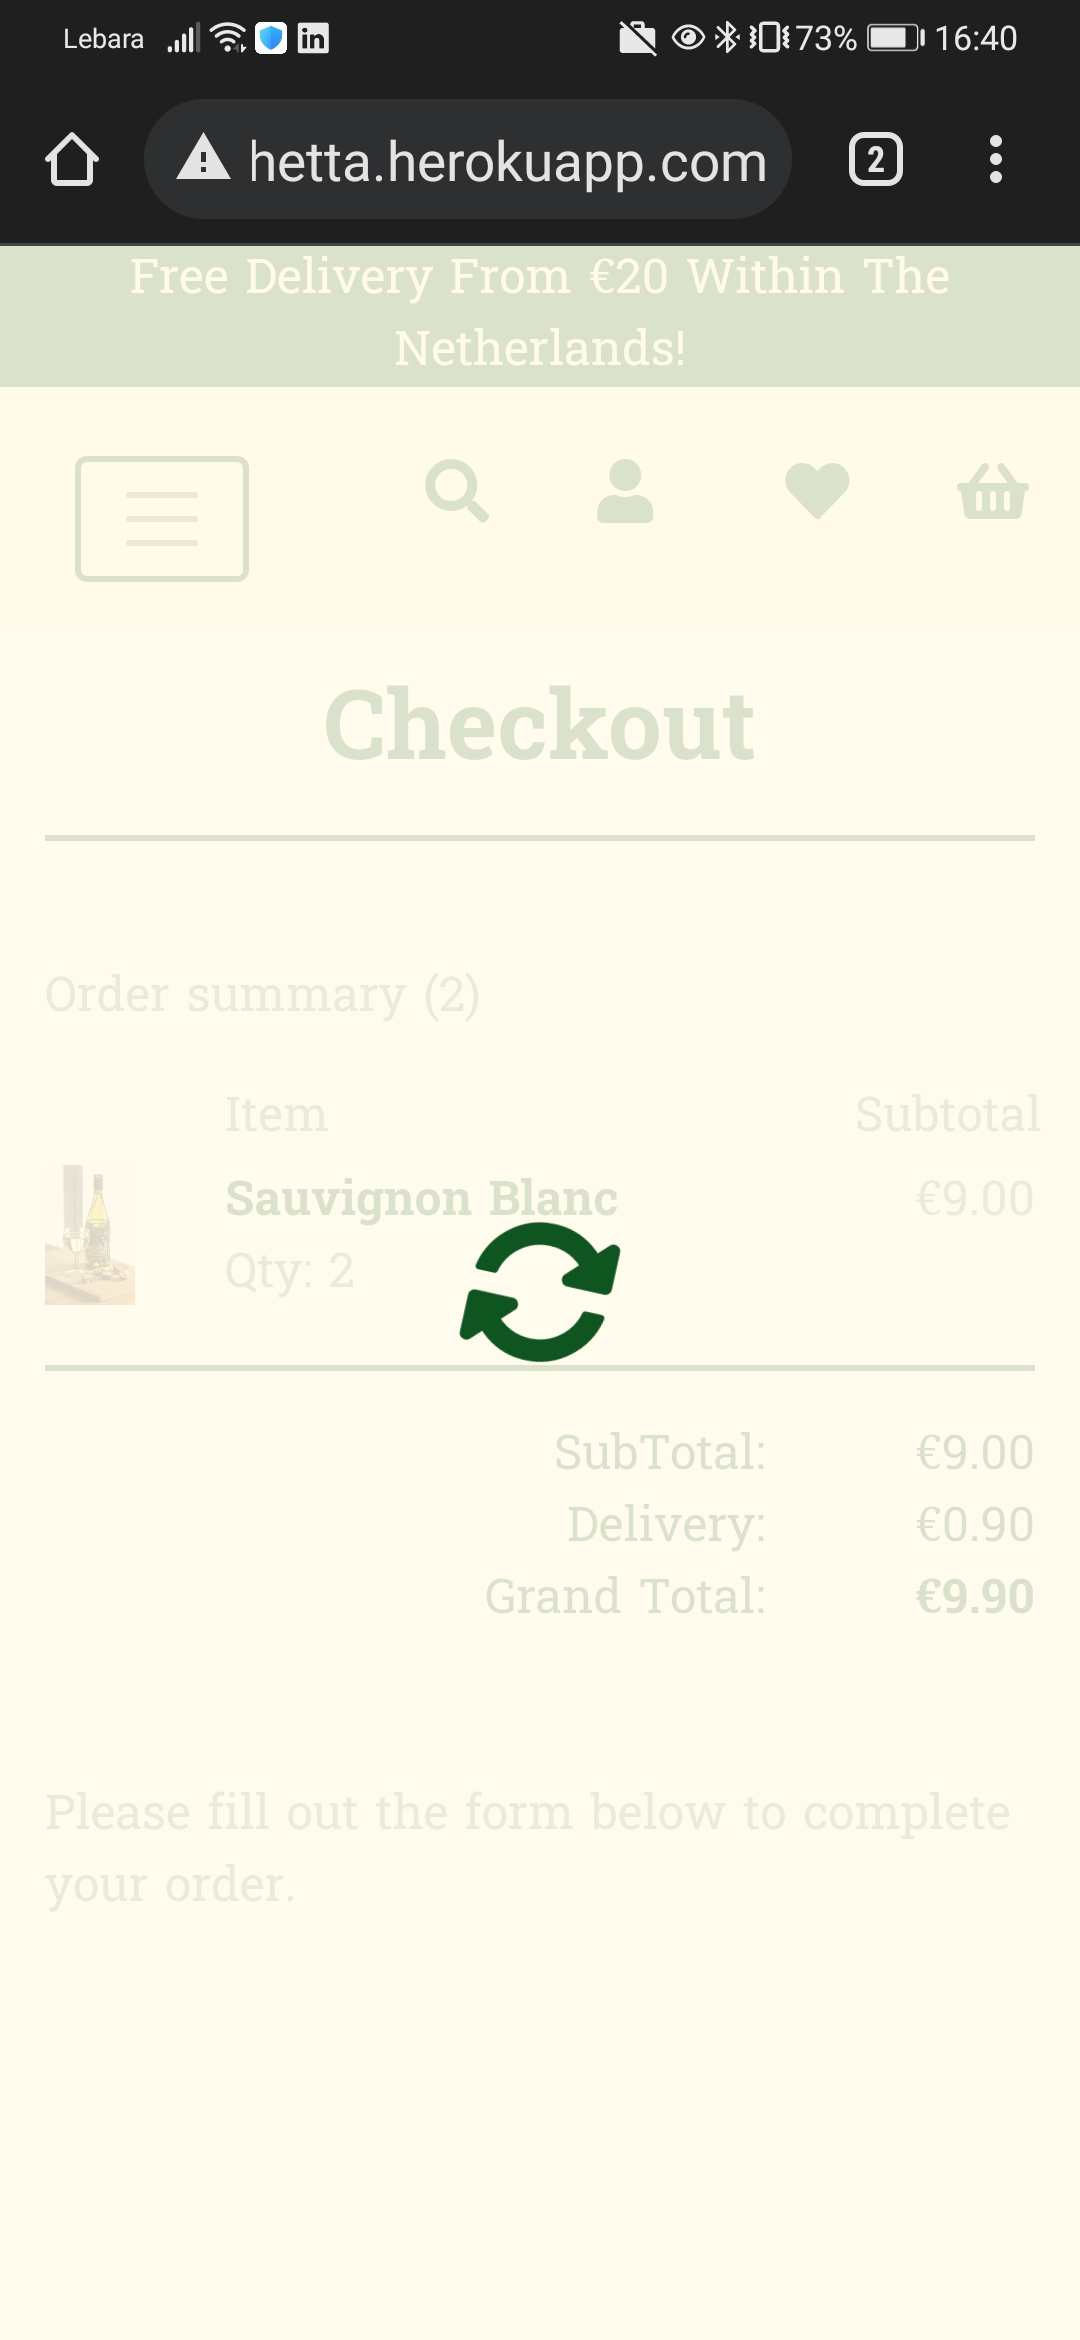 Lebara 73% 16:40
hetta.herokuapp.com 2
Free Delivery From €20 Within The
Netherlands!
Checkout
Order summary (2)
Item Subtotal
Sauvignon Blanc €9.00
Qty: 2
SubTotal: €9.00
Delivery: €0.90
Grand Total: €9.90
Please fill out the form below to complete
your order.